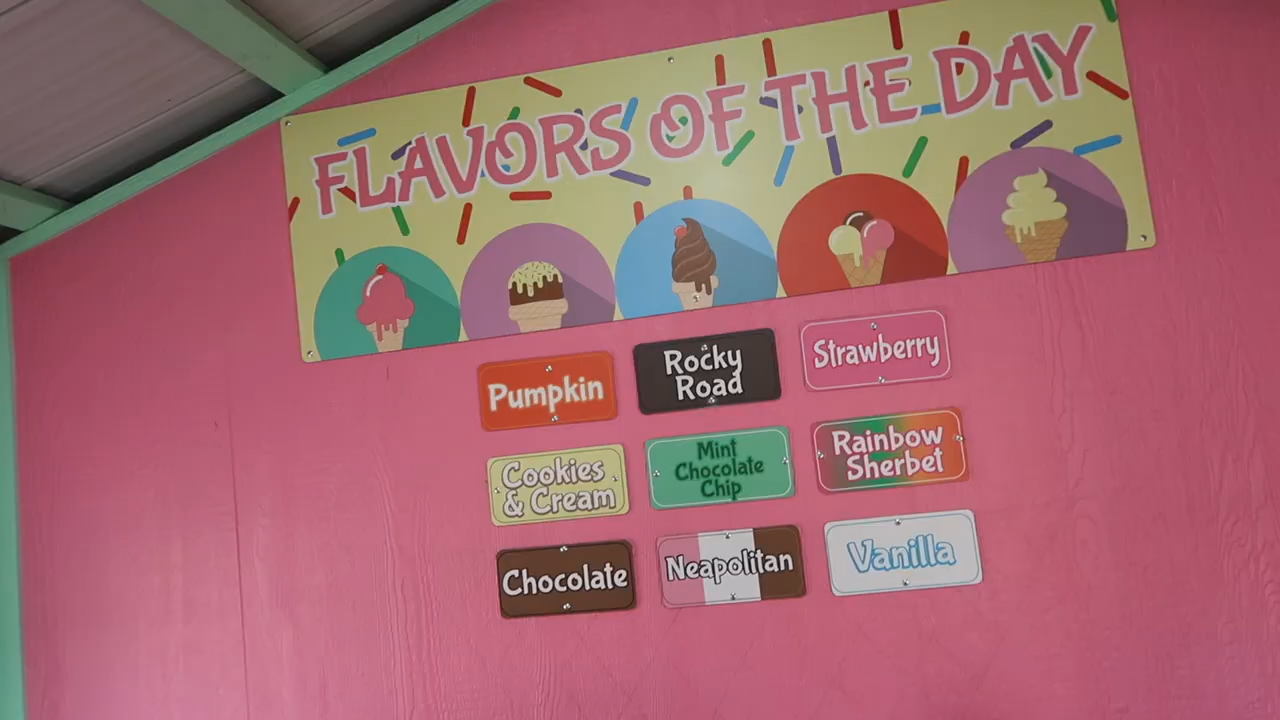 FLAVORS OF THE DAY
Pumpkin
Rocky
Road
Strawberry
Cookies
& Cream
Mint
Chocolate
Chip
Rainbow
Sherbet
Chocolate
Neapolitan
Vanilla